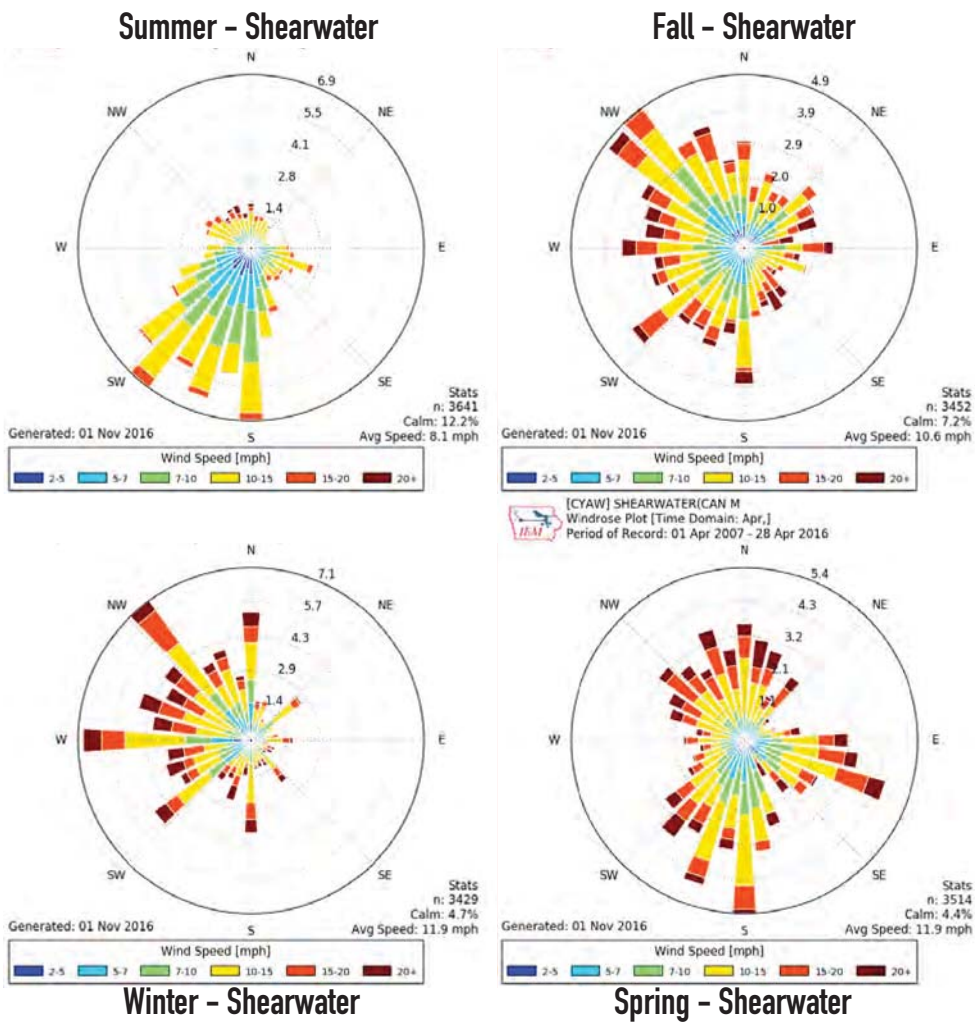 Summer – Shearwater
N
6.9
NW
5.5
NE
4.1
2.8
1.4
W
E
SW
SE
S
Stats
n: 3641
Calm: 12.2%
Generated: 01 Nov 2016
Avg Speed: 8.1 mph
Wind Speed [mph]
2-5 5-7 7-10 10-15 15-20 20+
Fall – Shearwater
N
4.9
NW
3.9
NE
2.9
2.0
1.0
W
E
SW
SE
S
Stats
n: 3452
Calm: 7.2%
Generated: 01 Nov 2016
Avg Speed: 10.6 mph
Wind Speed [mph]
2-5 5-7 7-10 10-15 15-20 20+
N
7.1
NW
5.7
NE
4.3
2.9
1.4
W
E
SW
SE
S
Stats
n: 3429
Calm: 4.7%
Generated: 01 Nov 2016
Avg Speed: 11.9 mph
Wind Speed [mph]
2-5 5-7 7-10 10-15 15-20 20+
Winter – Shearwater
IEM
[CYAW] SHEARWATER(CAN M
Windrose Plot [Time Domain: Apr,]
Period of Record: 01 Apr 2007 - 28 Apr 2016
N
5.4
NW
4.3
NE
3.2
2.1
1.1
W
E
SW
SE
S
Stats
n: 3514
Calm: 4.4%
Generated: 01 Nov 2016
Avg Speed: 11.9 mph
Wind Speed [mph]
2-5 5-7 7-10 10-15 15-20 20+
Spring – Shearwater